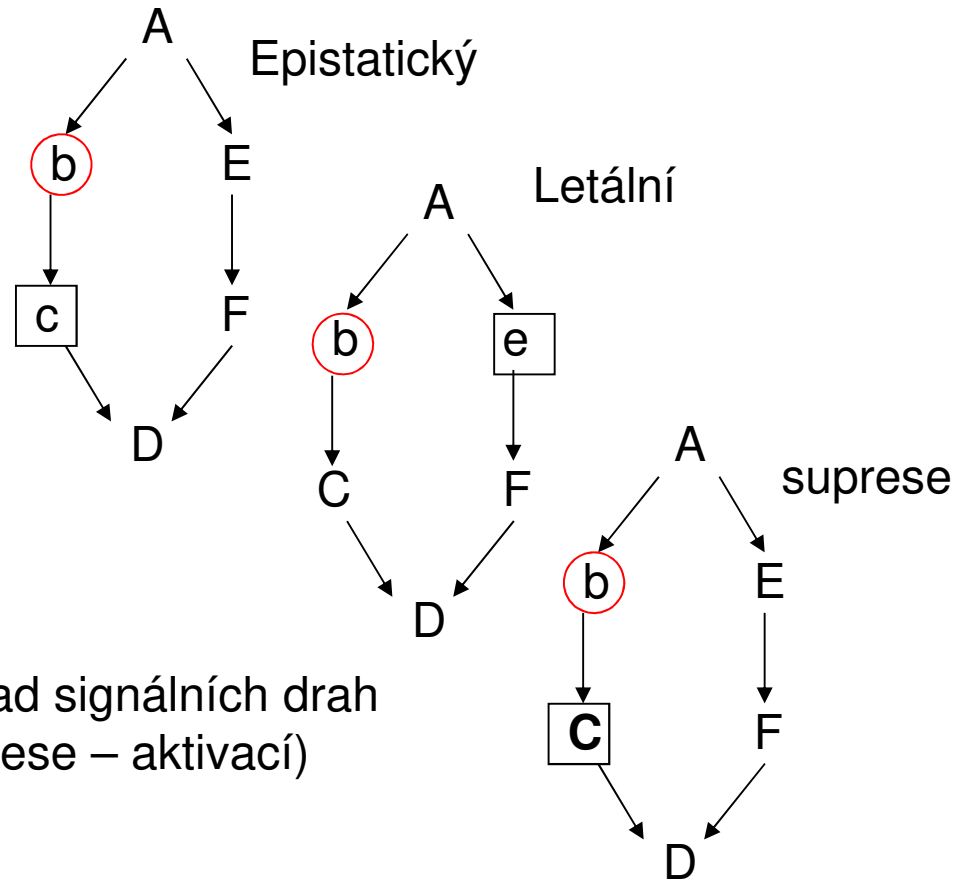 A
Epistatický
b E
c F
D
A
Letální
b e
C F
D
A
suprese
b E
C F
D
ad signálních drah
ese – aktivací)